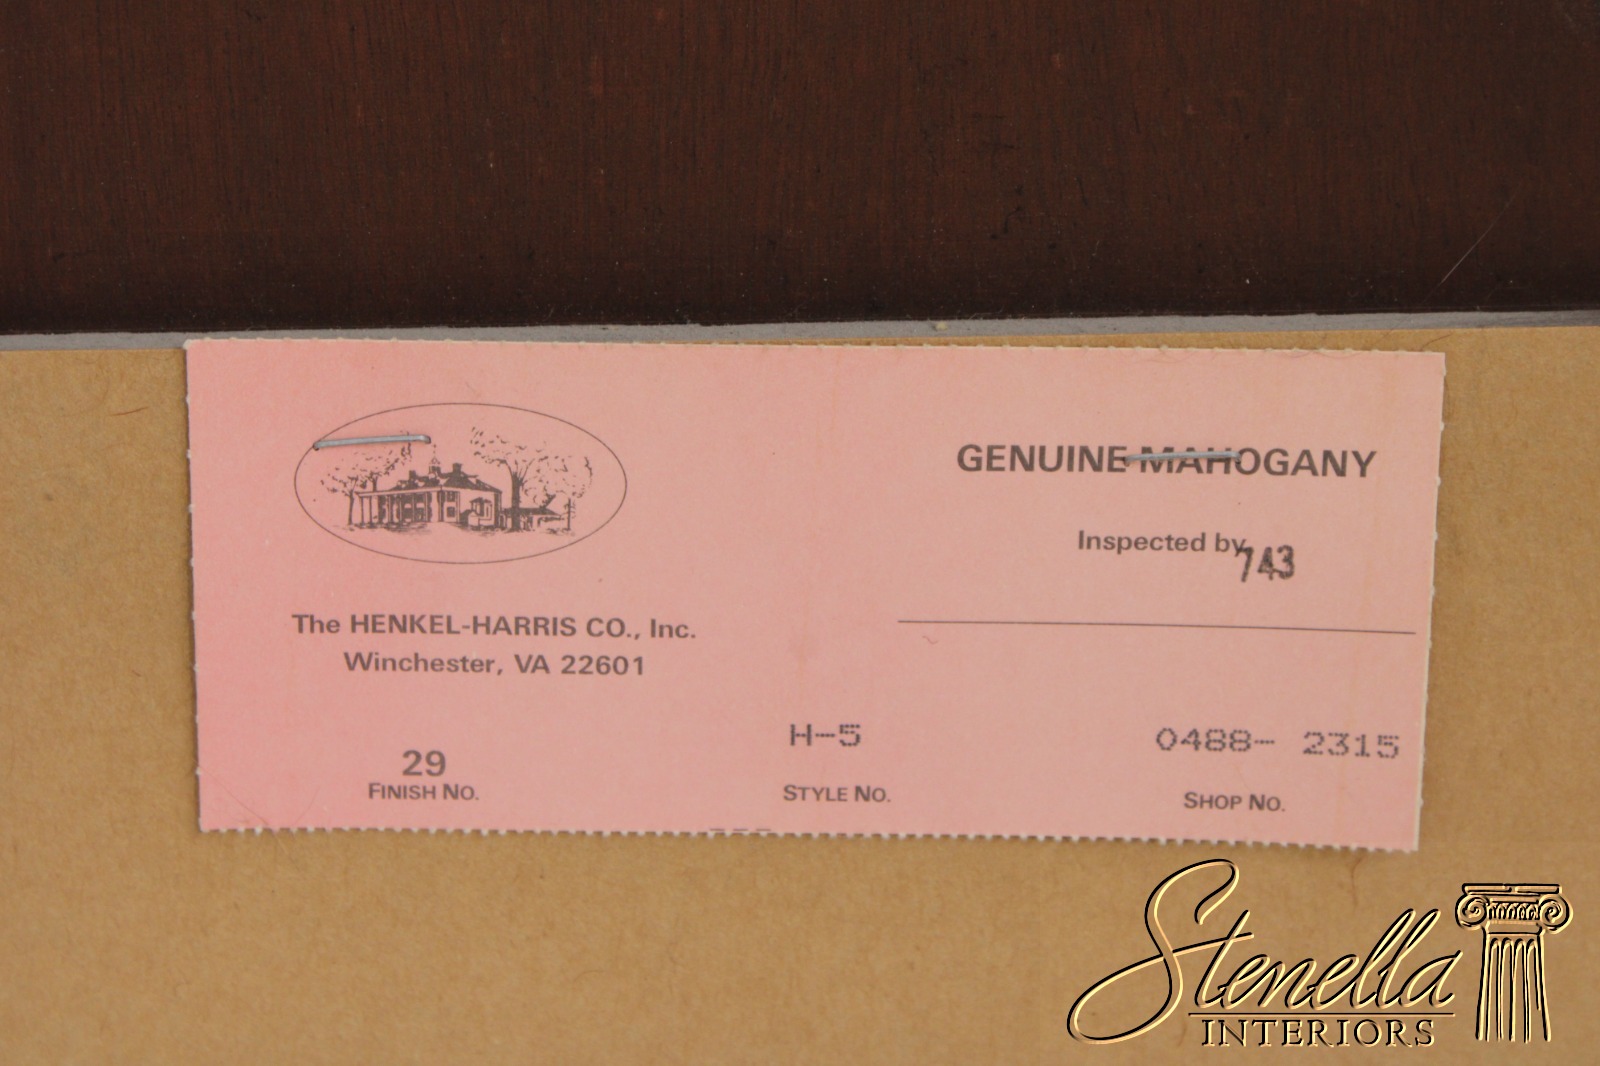 GENUINE MAHOGANY
Inspected by 743
The HENKEL-HARRIS CO., Inc.
Winchester, VA 22601
29 H-5 0488- 2315
FINISH NO. STYLE NO. SHOP NO.
Stenella
INTERIORS